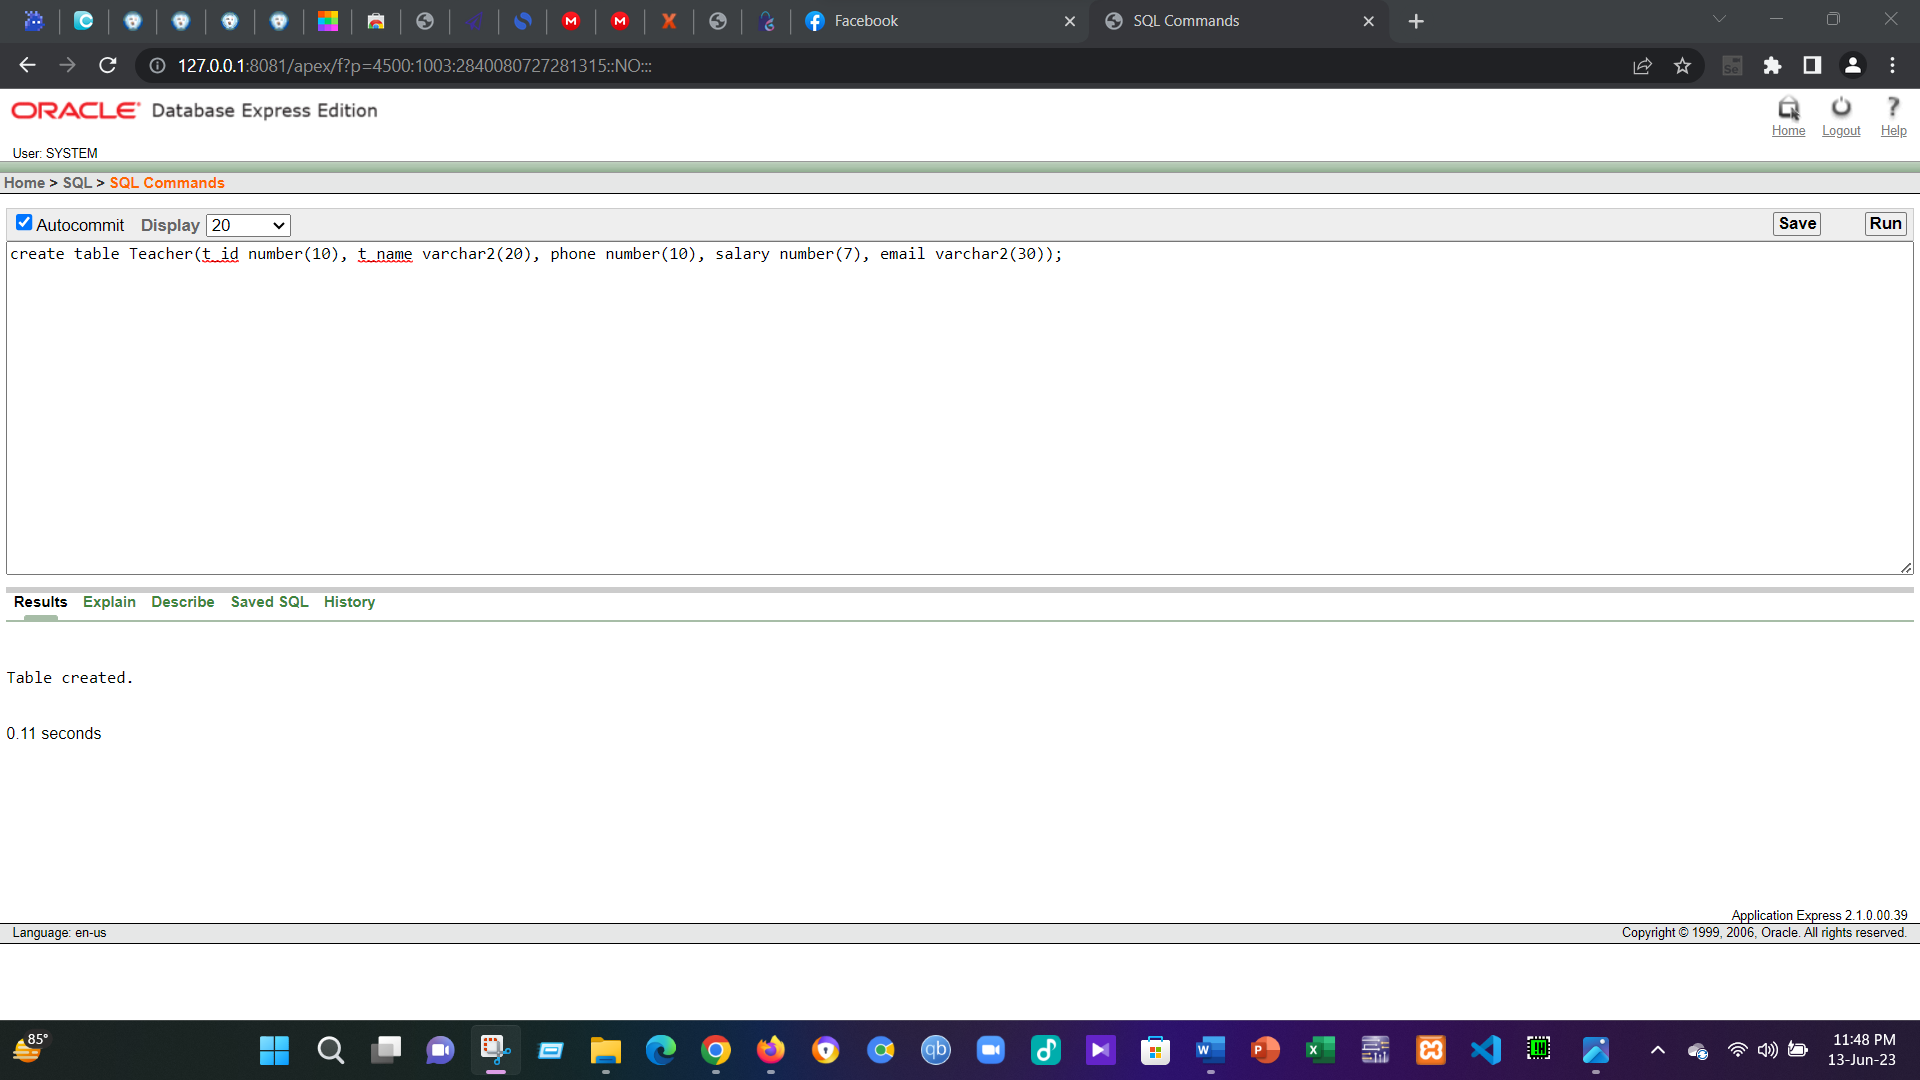 Facebook
SQL Commands
127.0.0.1:8081/apex/f?p=4500:1003:2840080727281315::NO:::
ORACLE Database Express Edition
Home Logout Help
User: SYSTEM
Home > SQL > SQL Commands
Autocommit Display 20 Save Run
create table Teacher(t_id number(10), t_name varchar2(20), phone number(10), salary number(7), email varchar2(30));
Results Explain Describe Saved SQL History
Table created.
0.11 seconds
Application Express 2.1.0.00.39
Language: en-us Copyright © 1999, 2006, Oracle. All rights reserved.
85°
11:48 PM
13-Jun-23